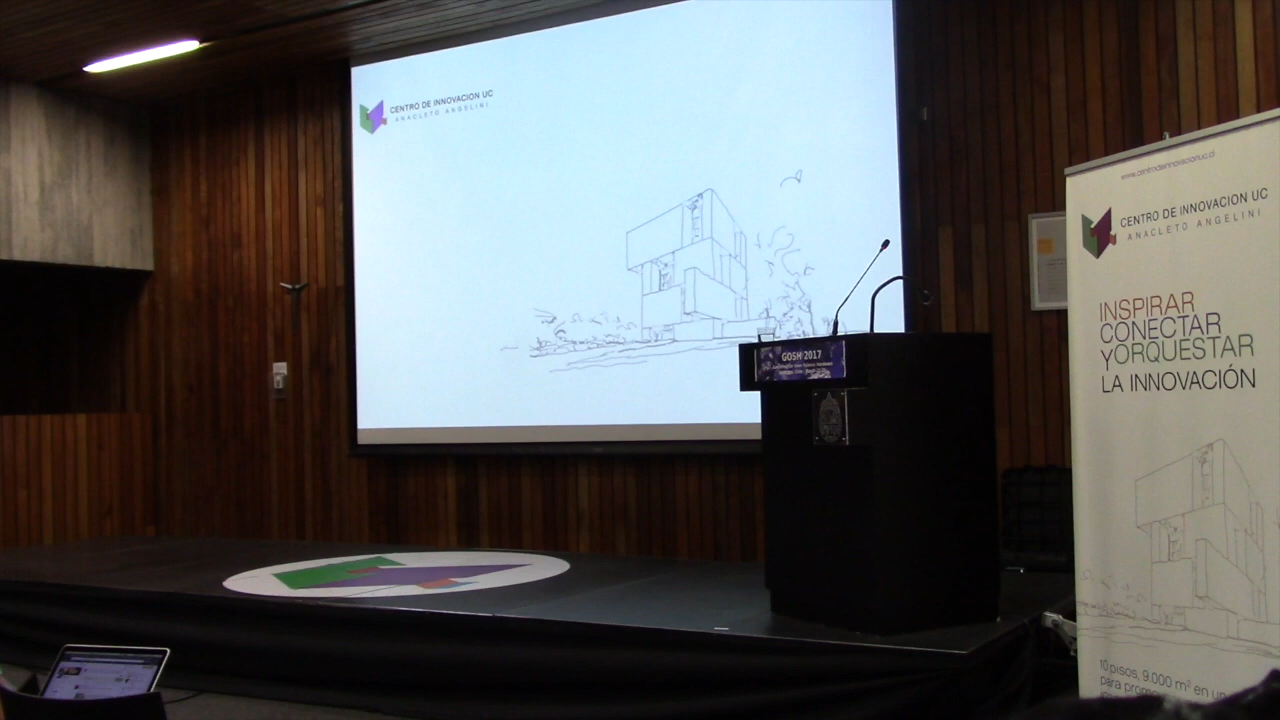 CENTRO DE INNOVACION UC
ANACLETO ANGELINI
GOSH 2017
www.centrodeinnovacionuc.cl
CENTRO DE INNOVACION UC
ANACLETO ANGELINI
INSPIRAR
CONECTAR
Y ORQUESTAR
LA INNOVACIÓN
10 pisos, 9.000 m² en un
para